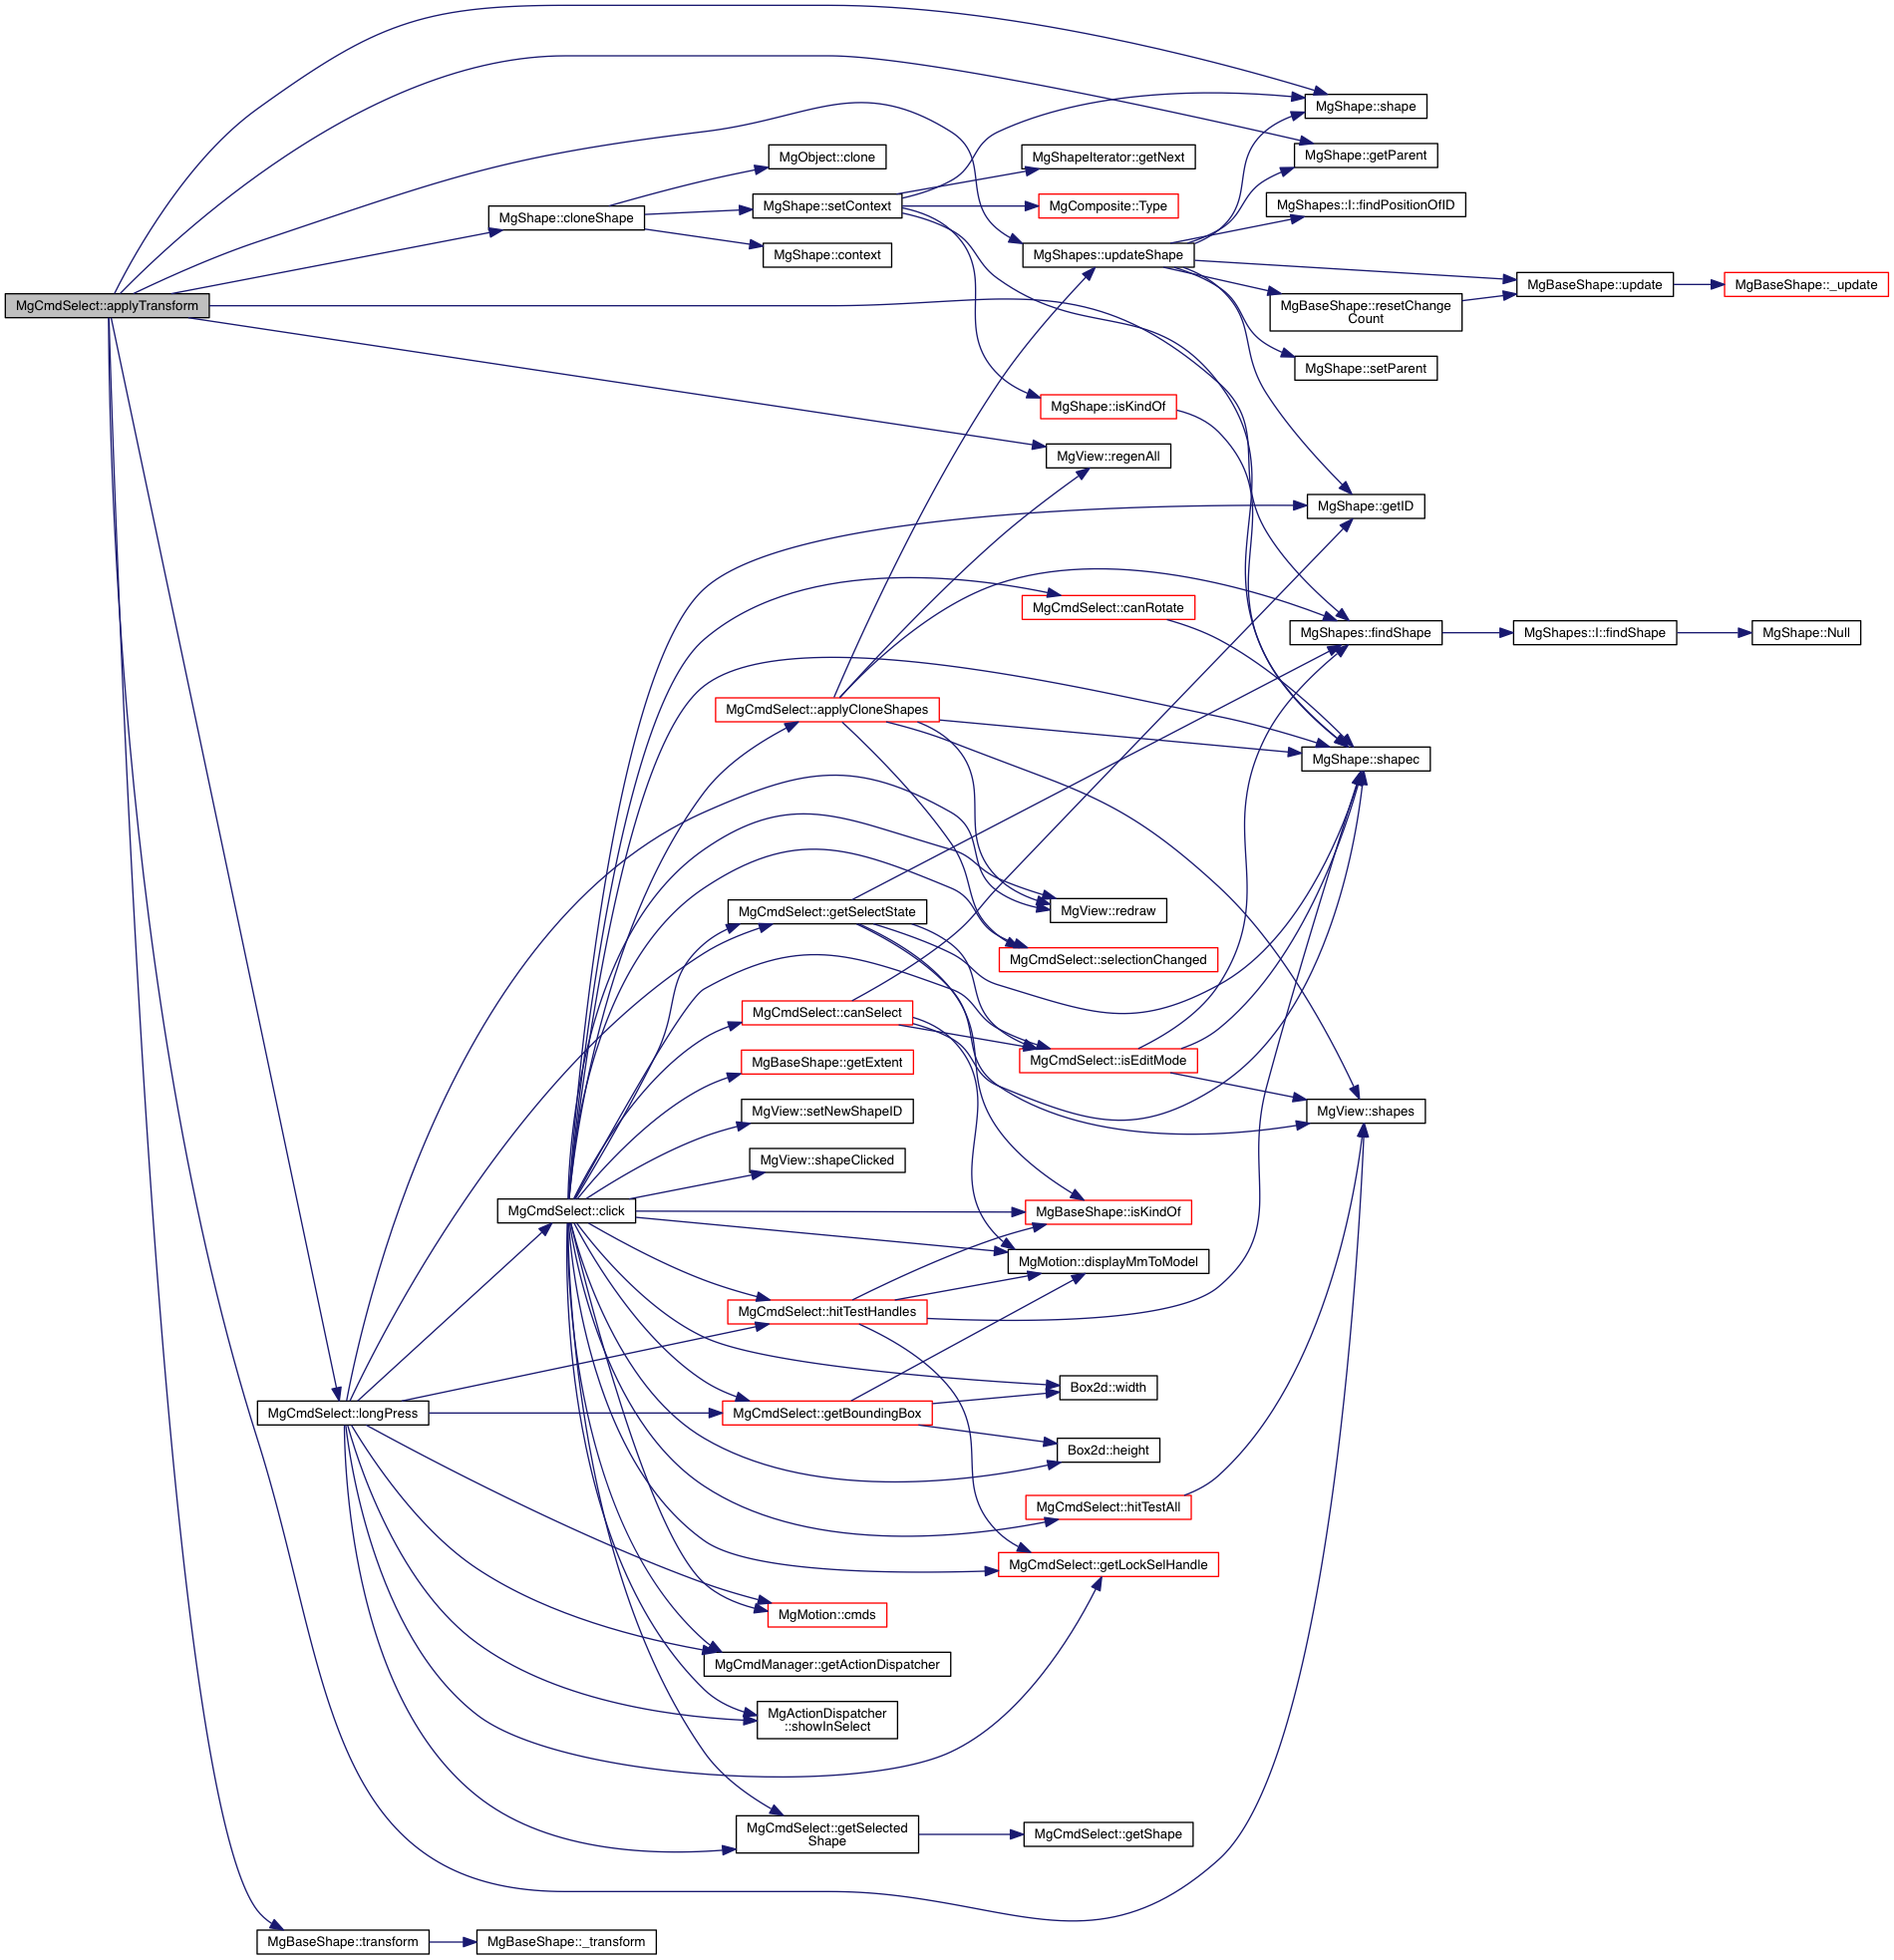 MgShape::shape
MgObject::clone
MgShapeIterator::getNext
MgShape::getParent
MgShape::setContext
MgComposite::Type
MgShapes::I::findPositionOfID
MgShape::cloneShape
MgShape::context
MgShapes::updateShape
MgBaseShape::update
MgBaseShape::_update
MgCmdSelect::applyTransform
MgBaseShape::resetChange
Count
MgShape::setParent
MgShape::isKindOf
MgView::regenAll
MgShape::getID
MgCmdSelect::canRotate
MgShapes::findShape
MgShapes::I::findShape
MgShape::Null
MgCmdSelect::applyCloneShapes
MgShape::shapec
MgCmdSelect::getSelectState
MgView::redraw
MgCmdSelect::selectionChanged
MgCmdSelect::canSelect
MgCmdSelect::isEditMode
MgBaseShape::getExtent
MgView::setNewShapeID
MgView::shapes
MgView::shapeClicked
MgCmdSelect::click
MgBaseShape::isKindOf
MgMotion::displayMmToModel
MgCmdSelect::hitTestHandles
Box2d::width
MgCmdSelect::longPress
MgCmdSelect::getBoundingBox
Box2d::height
MgCmdSelect::hitTestAll
MgCmdSelect::getLockSelHandle
MgMotion::cmds
MgCmdManager::getActionDispatcher
MgActionDispatcher
::showInSelect
MgCmdSelect::getSelected
Shape
MgCmdSelect::getShape
MgBaseShape::transform
MgBaseShape::_transform